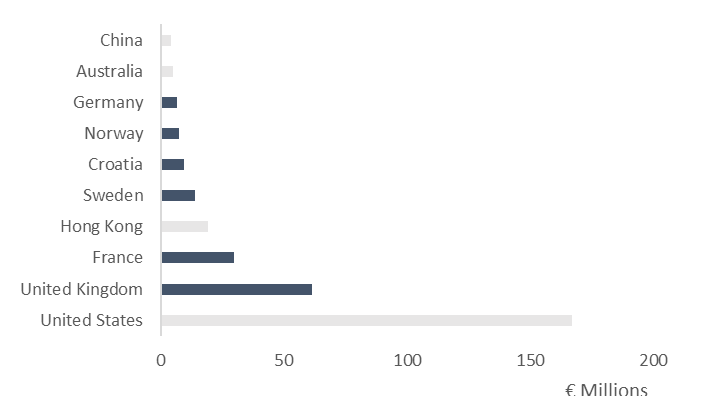 China
Australia
Germany
Norway
Croatia
Sweden
Hong Kong
France
United Kingdom
United States
0 50 100 150 200
€ Millions